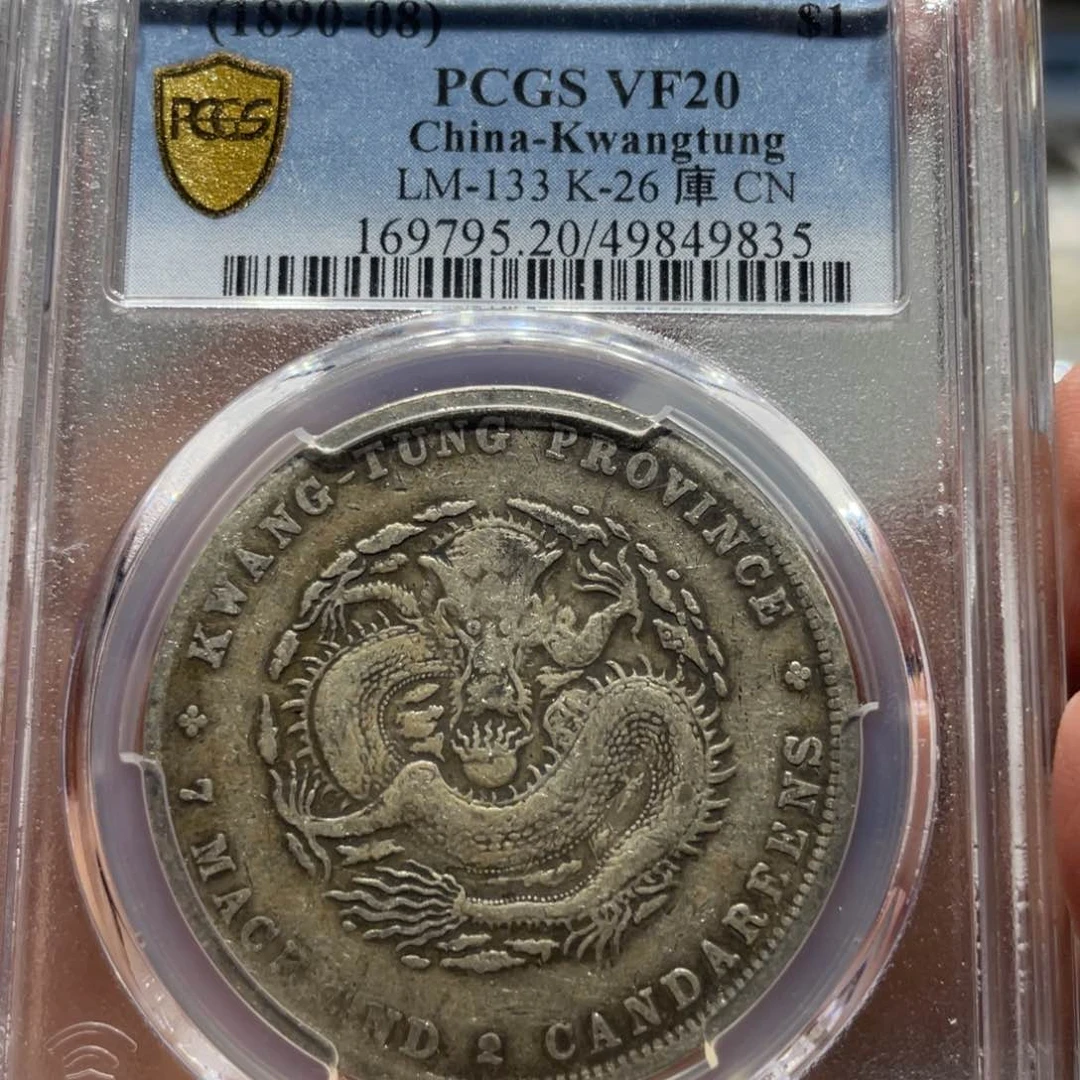 (1890-08) $1
PCGS VF20
China-Kwangtung
LM-133 K-26 庫 CN
169795.20/49849835
PCGS
KWANG-TUNG PROVINCE
7 MACE AND 2 CANDAREENS